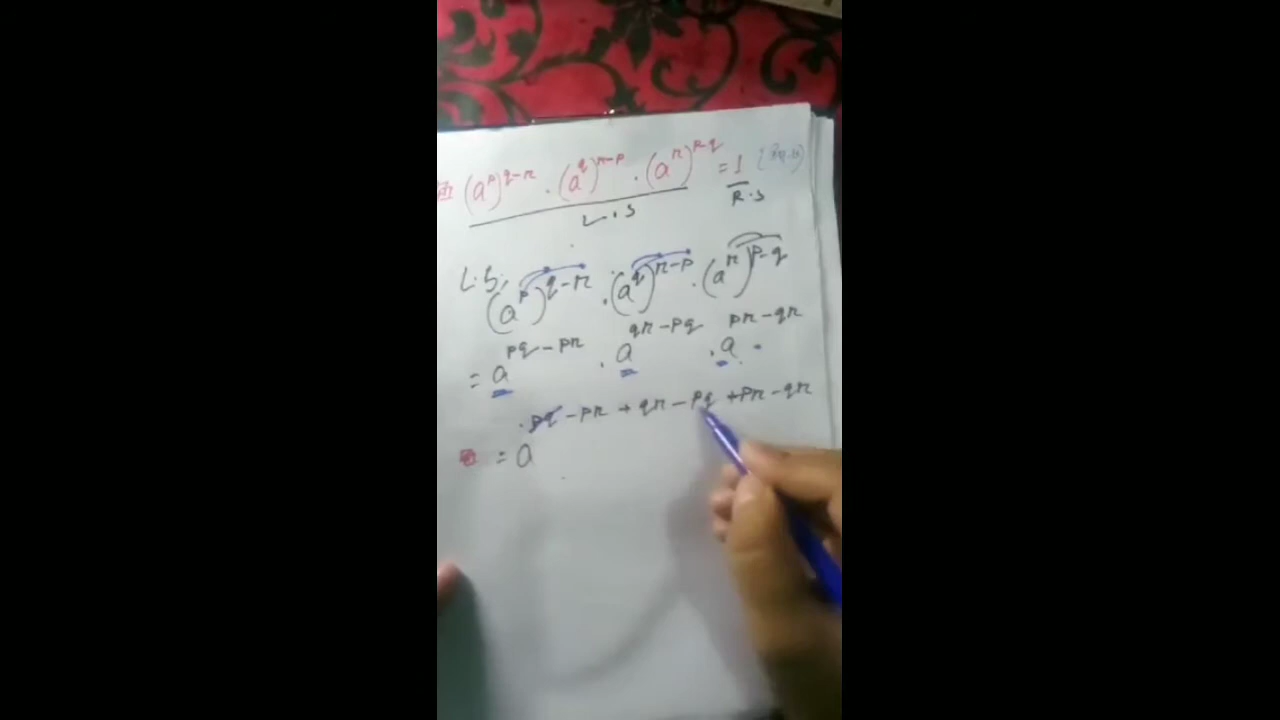 (a^p)^q-r . (a^q)^r-p . (a^r)^p-q = 1
L.S
R.S
L.S,
(a^p)^q-r . (a^q)^r-p . (a^r)^p-q
= a^pq-pr . a^qr-pq . a^pr-qr
= a^pq-pr+qr-pq+pr-qr